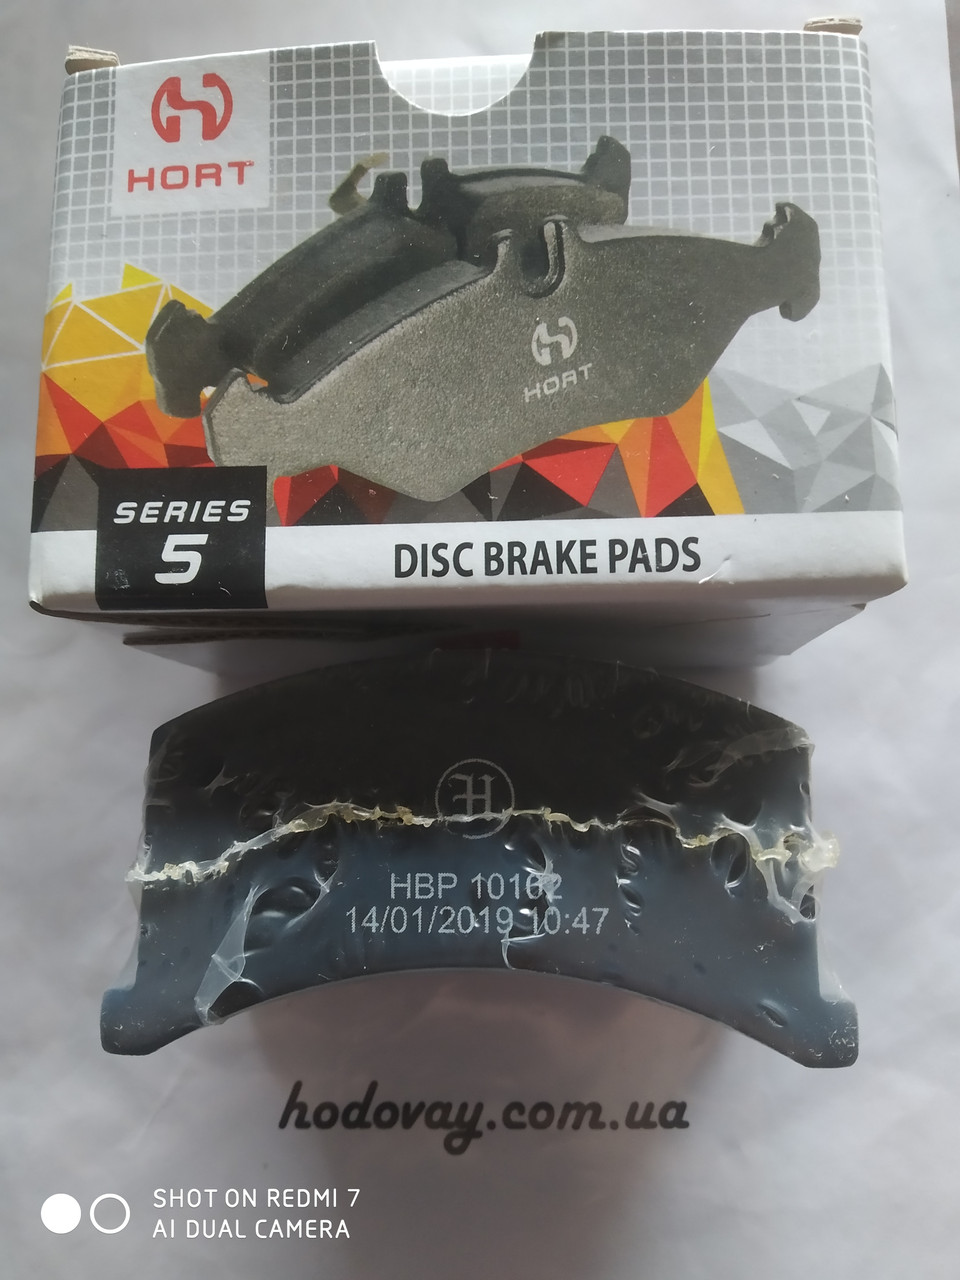 HORT
HORT
SERIES
5
DISC BRAKE PADS
H
HBP 10162
14/01/2019 10:47
hodovay.com.ua
SHOT ON REDMI 7
AI DUAL CAMERA